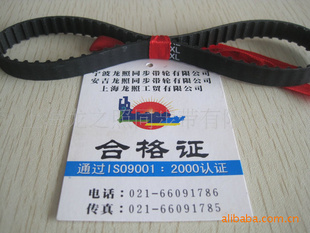 宁波龙照同步带轮有限公司
安吉龙照同步带轮有限公司
上海龙照工贸有限公司
合格证
通过ISO9001：2000认证
电话：021-66091786
传真：021-66091785
alibaba.com.cn